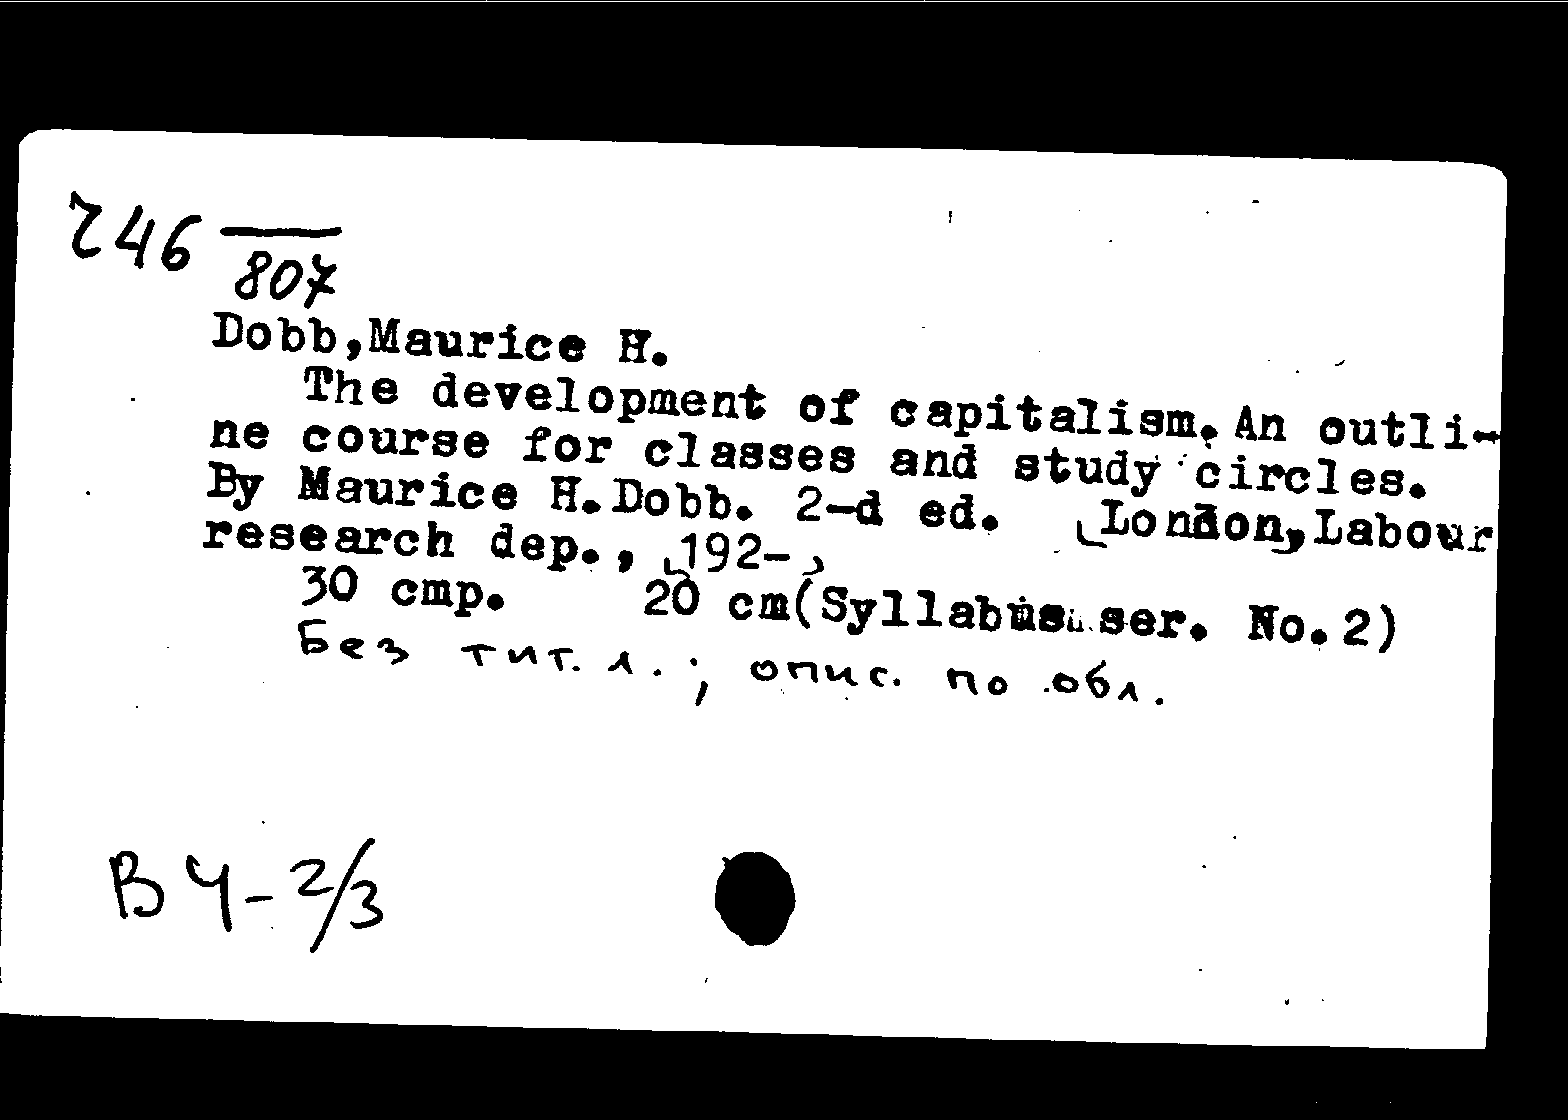 246
807
Dobb,Maurice H.
The development of capitalism. An outli-
ne course for classes and study circles.
By Maurice H.Dobb. 2-d ed. [London, Labour
research dep., [192-]
30 стр. 20 cm(Syllabus ser. No.2)
Без тит. л.; опис. по обл.
В Ч-2/3